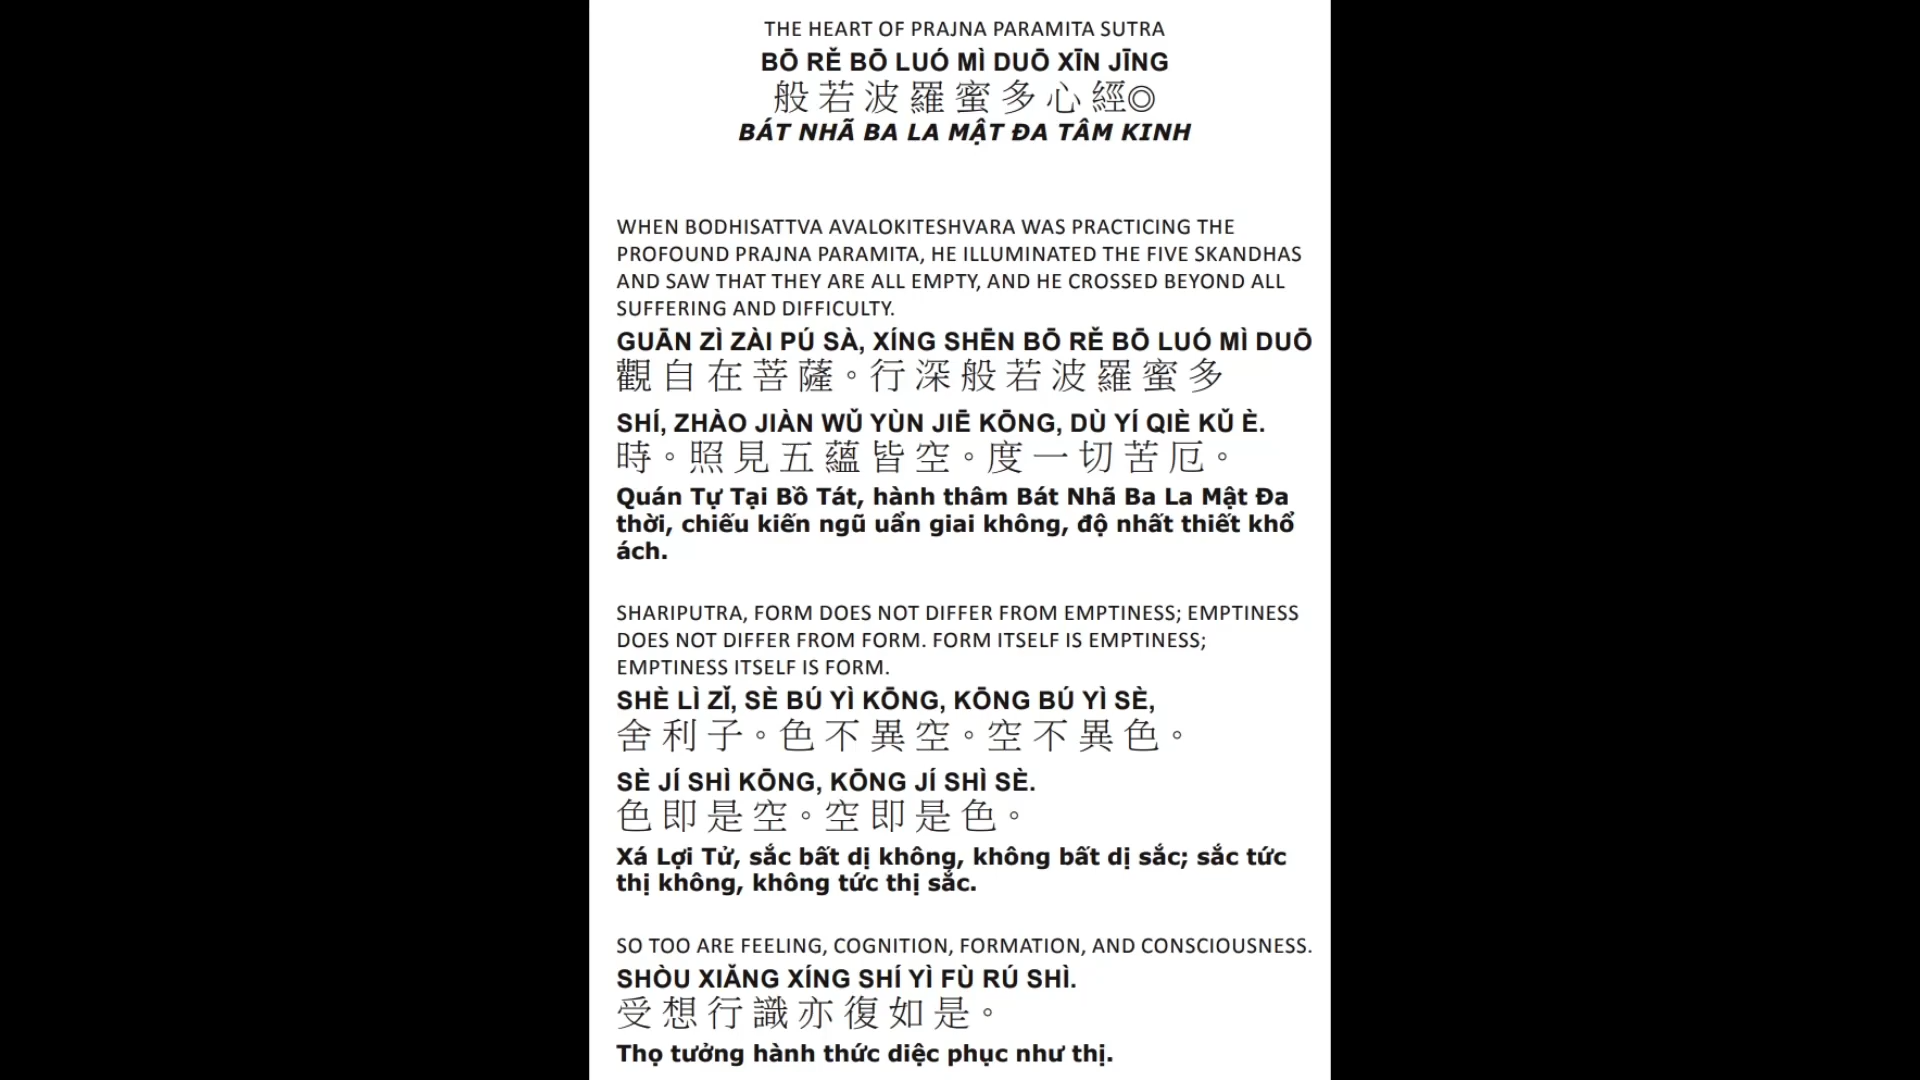 THE HEART OF PRAJNA PARAMITA SUTRA
BŌ RĚ BŌ LUÓ MÌ DUŌ XĪN JĪNG
般若波羅蜜多心經◎
BÁT NHÃ BA LA MẬT ĐA TÂM KINH
WHEN BODHISATTVA AVALOKITESHVARA WAS PRACTICING THE
PROFOUND PRAJNA PARAMITA, HE ILLUMINATED THE FIVE SKANDHAS
AND SAW THAT THEY ARE ALL EMPTY, AND HE CROSSED BEYOND ALL
SUFFERING AND DIFFICULTY.
GUĀN ZÌ ZÀI PÚ SÀ, XÍNG SHĒN BŌ RĚ BŌ LUÓ MÌ DUŌ
觀自在菩薩。行深般若波羅蜜多
SHÍ, ZHÀO JIÀN WǓ YÙN JIĒ KŌNG, DÙ YÍ QIÈ KǓ È.
時。照見五蘊皆空。度一切苦厄。
Quán Tự Tại Bồ Tát, hành thâm Bát Nhã Ba La Mật Đa
thời, chiếu kiến ngũ uẩn giai không, độ nhất thiết khổ
ách.
SHARIPUTRA, FORM DOES NOT DIFFER FROM EMPTINESS; EMPTINESS
DOES NOT DIFFER FROM FORM. FORM ITSELF IS EMPTINESS;
EMPTINESS ITSELF IS FORM.
SHÈ LÌ ZǏ, SÈ BÚ YÌ KŌNG, KŌNG BÚ YÌ SÈ,
舍利子。色不異空。空不異色。
SÈ JÍ SHÌ KŌNG, KŌNG JÍ SHÌ SÈ.
色即是空。空即是色。
Xá Lợi Tử, sắc bất dị không, không bất dị sắc; sắc tức
thị không, không tức thị sắc.
SO TOO ARE FEELING, COGNITION, FORMATION, AND CONSCIOUSNESS.
SHÒU XIǍNG XÍNG SHÍ YÌ FÙ RÚ SHÌ.
受想行識亦復如是。
Thọ tưởng hành thức diệc phục như thị.